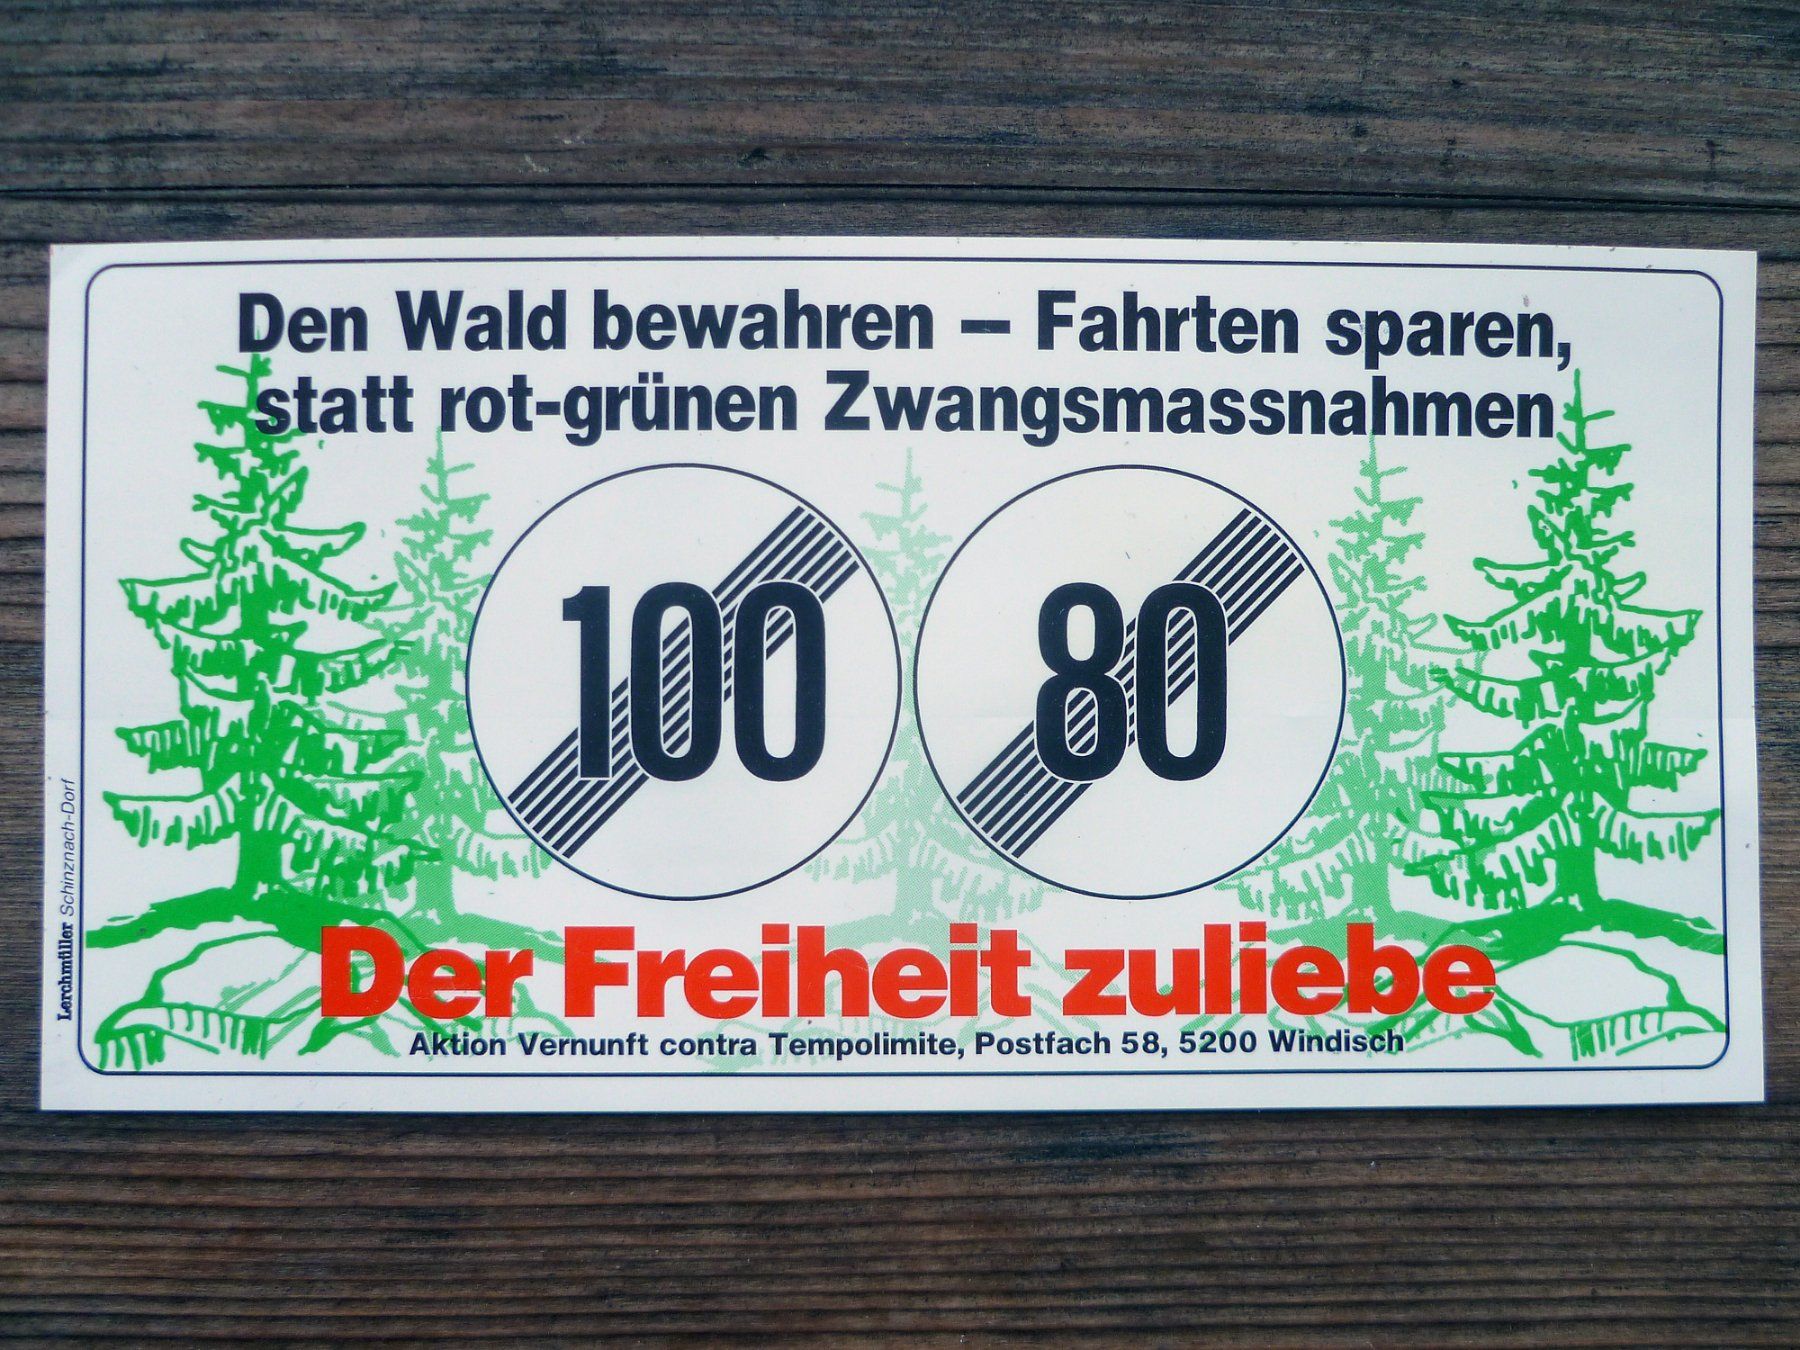 Den Wald bewahren – Fahrten sparen,
statt rot-grünen Zwangsmassnahmen
100
80
Der Freiheit zuliebe
Aktion Vernunft contra Tempolimite, Postfach 58, 5200 Windisch
Lerchmüller Schinznach-Dorf